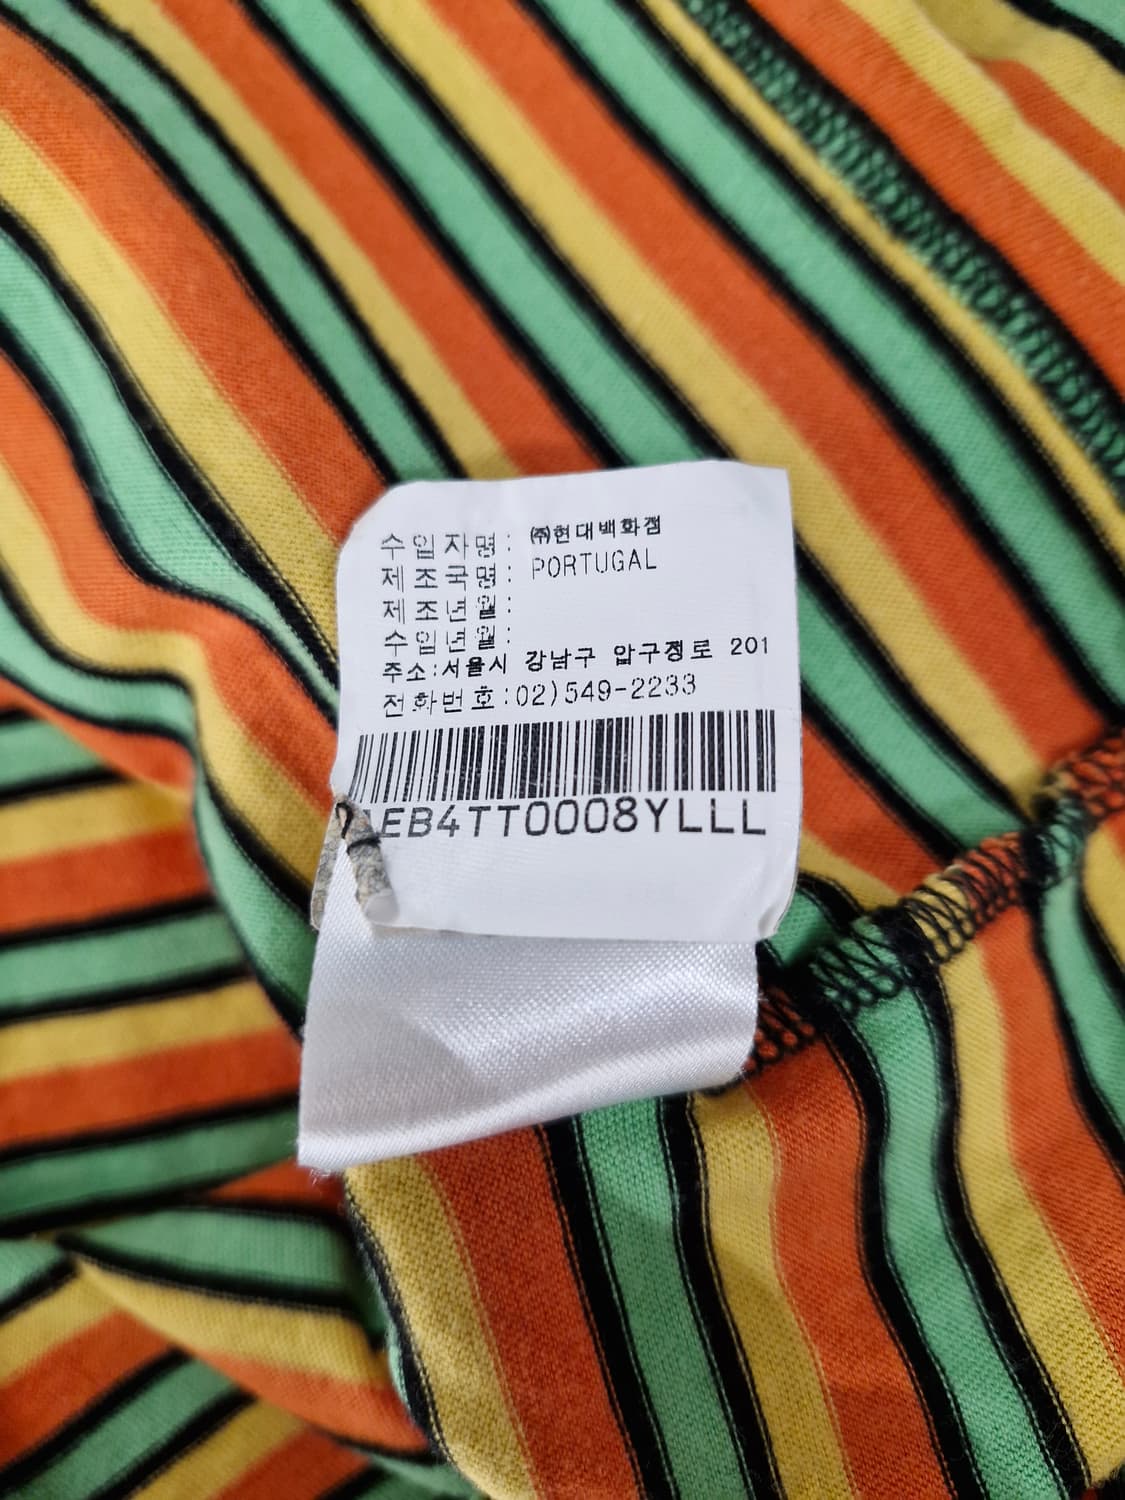 수입자명: ㈜현대백화점
제조국명: PORTUGAL
제조년월:
수입년월:
주소:서울시 강남구 압구정로 201
전화번호:02)549-2233
EB4TT0008YLLL